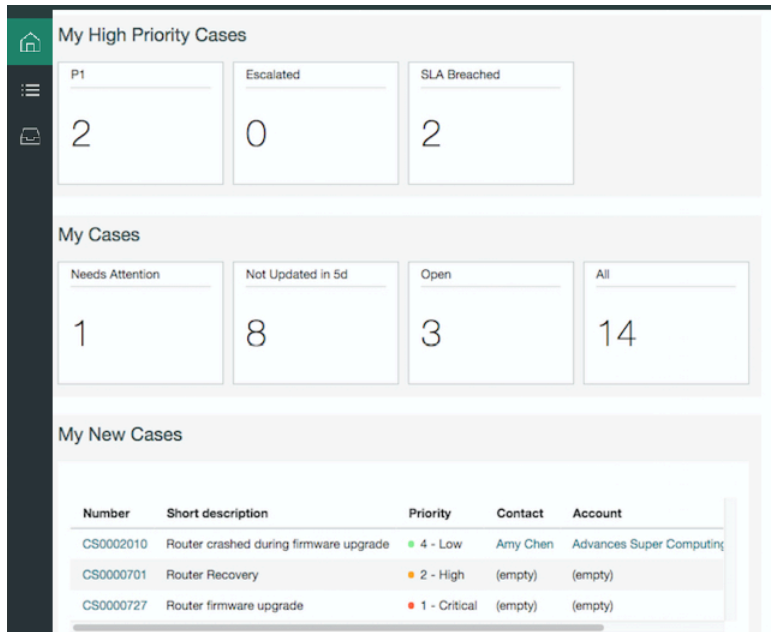 My High Priority Cases
P1 Escalated SLA Breached
2 0 2
My Cases
Needs Attention Not Updated in 5d Open All
1 8 3 14
My New Cases
Number Short description Priority Contact Account
CS0002010 Router crashed during firmware upgrade 4 - Low Amy Chen Advances Super Computing
CS0000701 Router Recovery 2 - High (empty) (empty)
CS0000727 Router firmware upgrade 1 - Critical (empty) (empty)